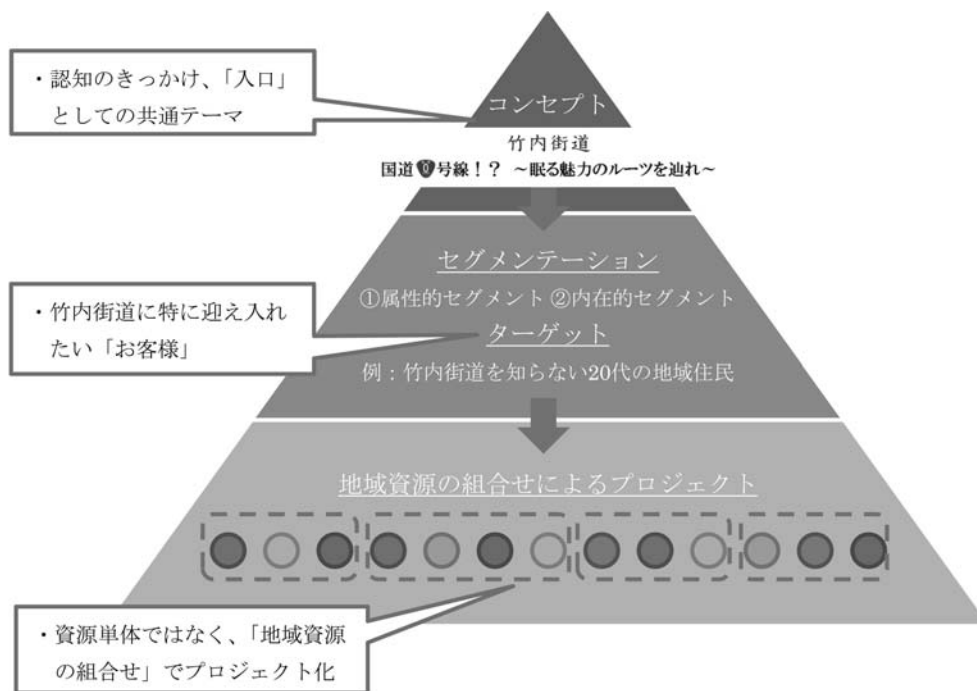 コンセプト
・認知のきっかけ、「入口」
としての共通テーマ
竹内街道
国道0号線！？ ～眠る魅力のルーツを辿れ～
セグメンテーション
①属性的セグメント ②内在的セグメント
・竹内街道に特に迎え入れ
たい「お客様」
ターゲット
例：竹内街道を知らない20代の地域住民
地域資源の組合せによるプロジェクト
・資源単体ではなく、「地域資源
の組合せ」でプロジェクト化